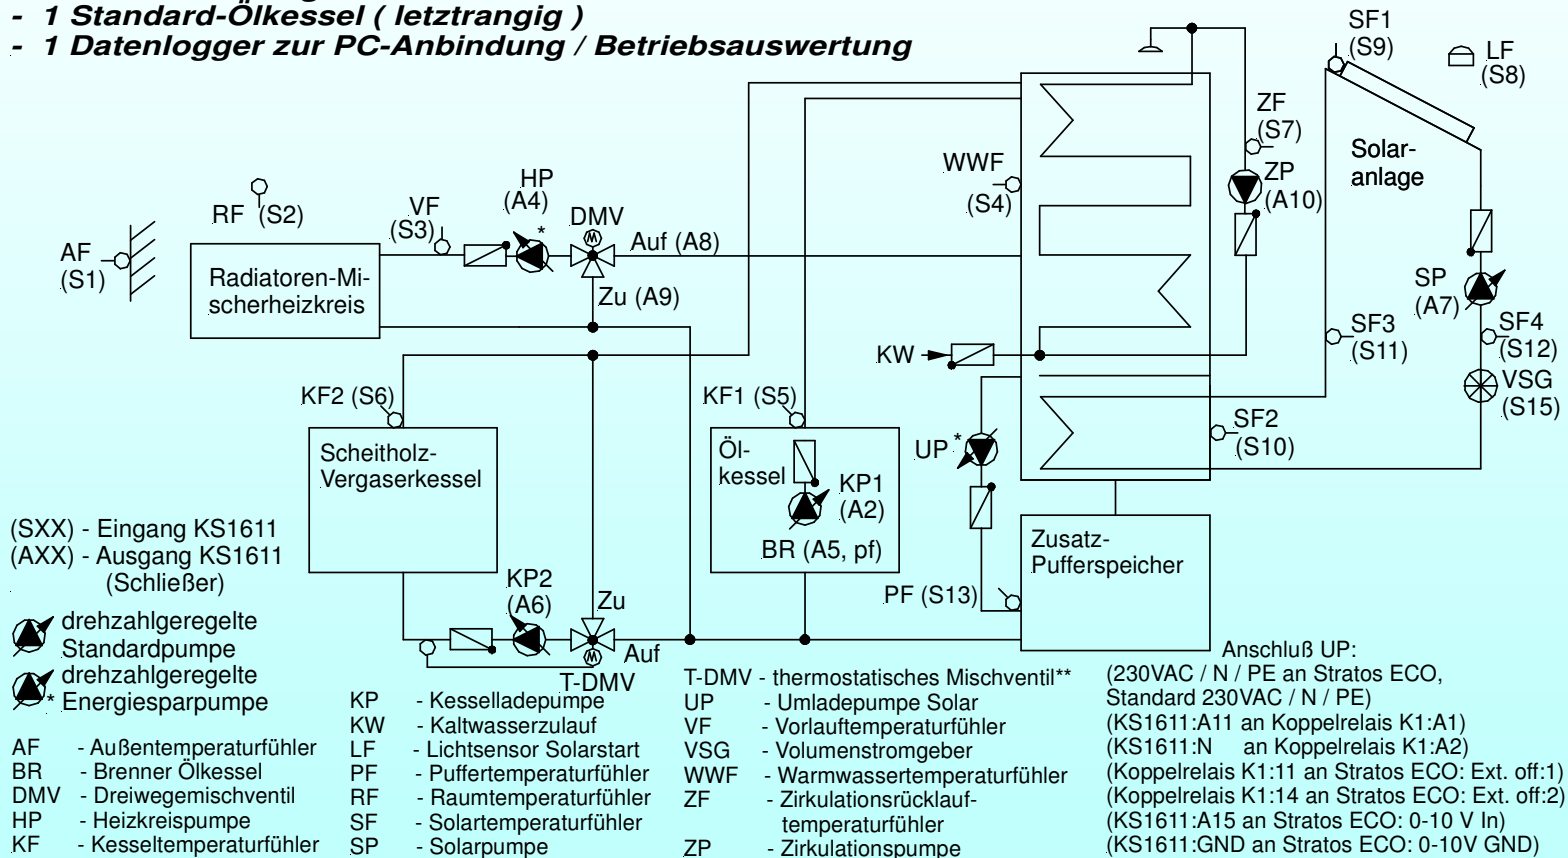 - 1 Standard-Ölkessel ( letztrangig )
- 1 Datenlogger zur PC-Anbindung / Betriebsauswertung
SF1
(S9)
LF
(S8)
ZF
(S7)
Solar-
anlage
WWF
(S4)
ZP
(A10)
HP
(A4)
RF (S2)
VF
(S3)
*
DMV
M
Auf (A8)
AF
(S1)
Radiatoren-Mi-
scherheizkreis
Zu (A9)
SP
(A7)
SF3
(S11)
SF4
(S12)
KW
VSG
(S15)
KF2 (S6)
KF1 (S5)
SF2
(S10)
Scheitholz-
Vergaserkessel
Öl-
kessel
UP *
KP1
(A2)
BR (A5, pf)
Zusatz-
Pufferspeicher
(SXX) - Eingang KS1611
(AXX) - Ausgang KS1611
(Schließer)
KP2
(A6)
Zu
PF (S13)
M
Auf
T-DMV
drehzahlgeregelte
Standardpumpe
drehzahlgeregelte
* Energiesparpumpe
AF - Außentemperaturfühler
BR - Brenner Ölkessel
DMV - Dreiwegemischventil
HP - Heizkreispumpe
KF - Kesseltemperaturfühler
KP - Kesselladepumpe
KW - Kaltwasserzulauf
LF - Lichtsensor Solarstart
PF - Puffertemperaturfühler
RF - Raumtemperaturfühler
SF - Solartemperaturfühler
SP - Solarpumpe
T-DMV - thermostatisches Mischventil**
UP - Umladepumpe Solar
VF - Vorlauftemperaturfühler
VSG - Volumenstromgeber
WWF - Warmwassertemperaturfühler
ZF - Zirkulationsrücklauf-
temperaturfühler
ZP - Zirkulationspumpe
Anschluß UP:
(230VAC / N / PE an Stratos ECO,
Standard 230VAC / N / PE)
(KS1611:A11 an Koppelrelais K1:A1)
(KS1611:N an Koppelrelais K1:A2)
(Koppelrelais K1:11 an Stratos ECO: Ext. off:1)
(Koppelrelais K1:14 an Stratos ECO: Ext. off:2)
(KS1611:A15 an Stratos ECO: 0-10 V In)
(KS1611:GND an Stratos ECO: 0-10V GND)